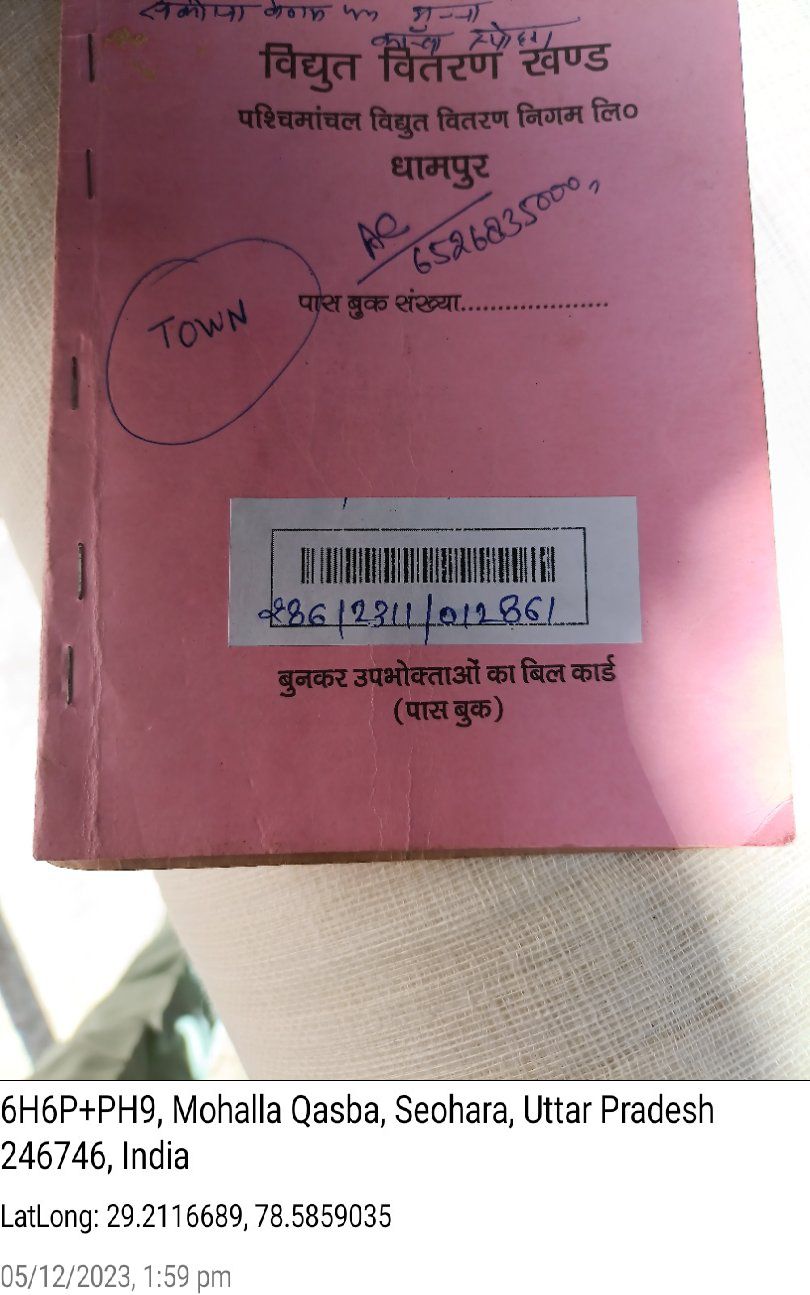 मुन्ना
विद्युत वितरण खण्ड
पश्चिमांचल विद्युत वितरण निगम लि०
धामपुर
Ac
6526835000,
TOWN
पास बुक संख्या....................
286/2311/012861
बुनकर उपभोक्ताओं का बिल कार्ड
(पास बुक)
6H6P+PH9, Mohalla Qasba, Seohara, Uttar Pradesh
246746, India
LatLong: 29.2116689, 78.5859035
05/12/2023, 1:59 pm